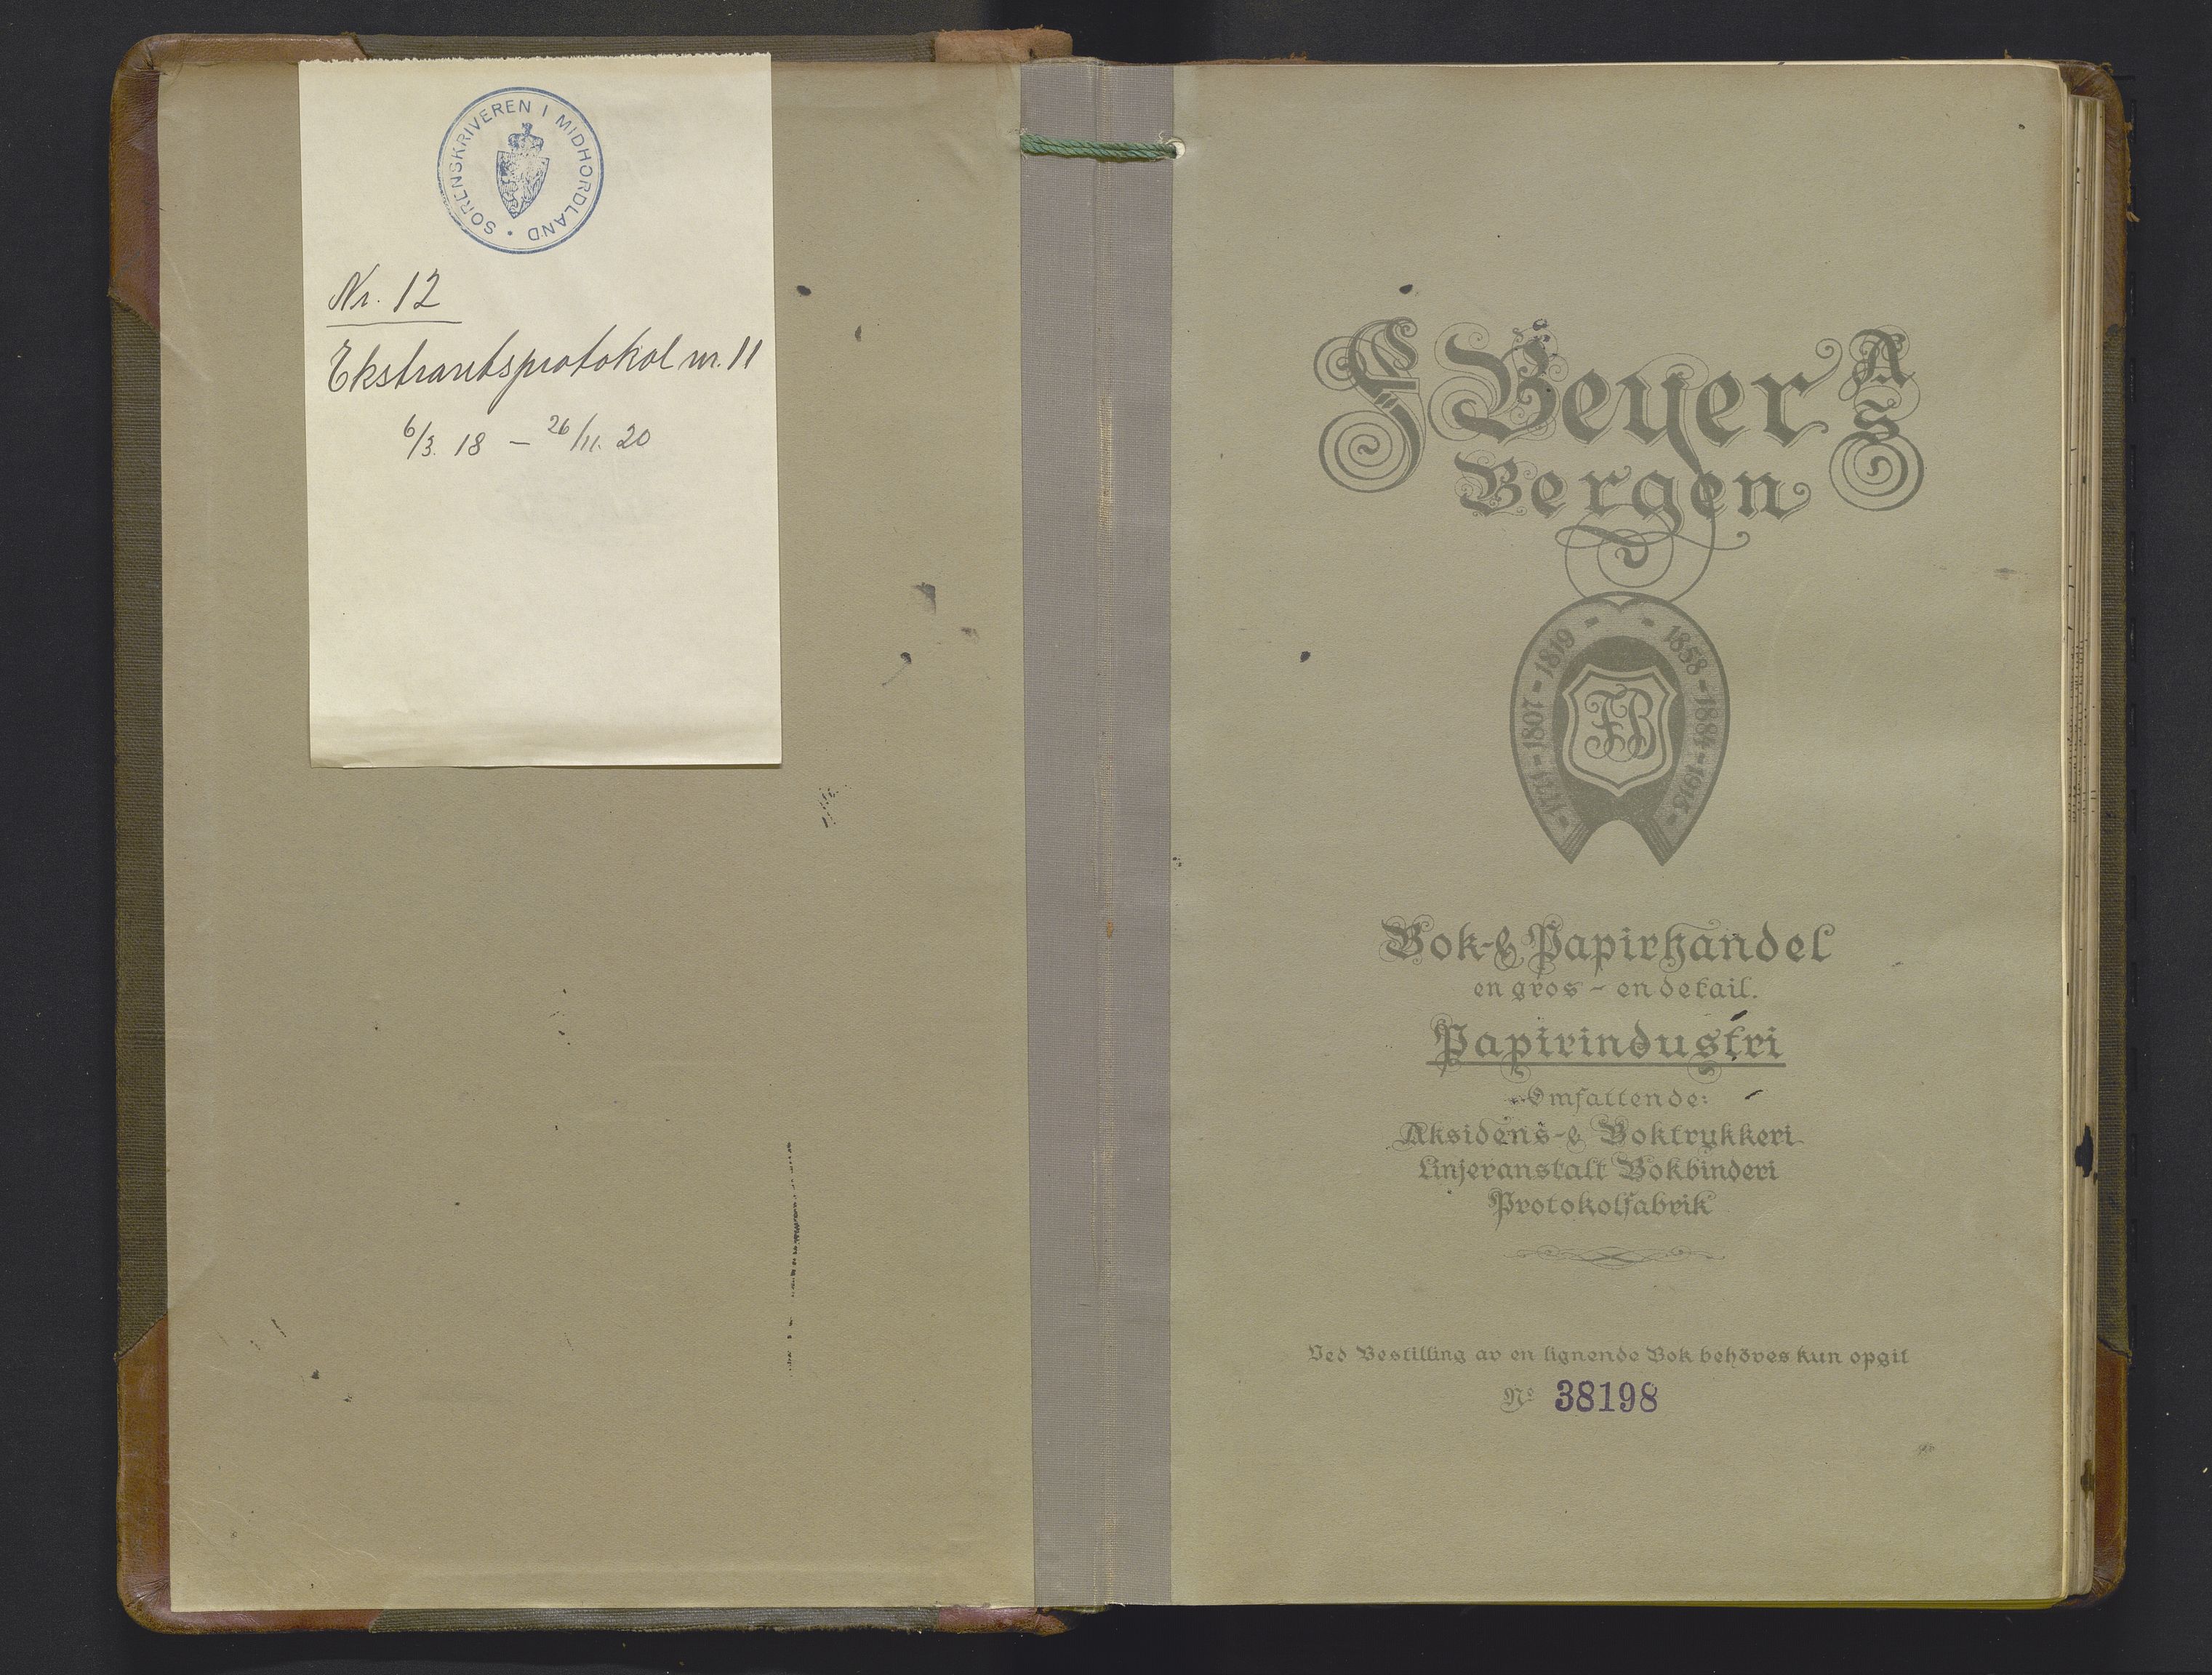 SORENSKRIVEREN I MIDHORDLAND •
Nr. 12
Ekstraretsprotokol nr. 11
6/3. 18 — 26/11. 20
F Beyer A/S
Bergen
- 1771 - 1807 - 1819 - - 1858 - 1884 - 1913 -
FB
Bok- & Papirhandel
en gros - en detail.
Papirindustri
Omfattende:
Aksidens- & Boktrykkeri
Linjeranstalt Bokbinderi
Protokolfabrik
Ved Bestilling av en lignende Bok behöves kun opgit
No 38198